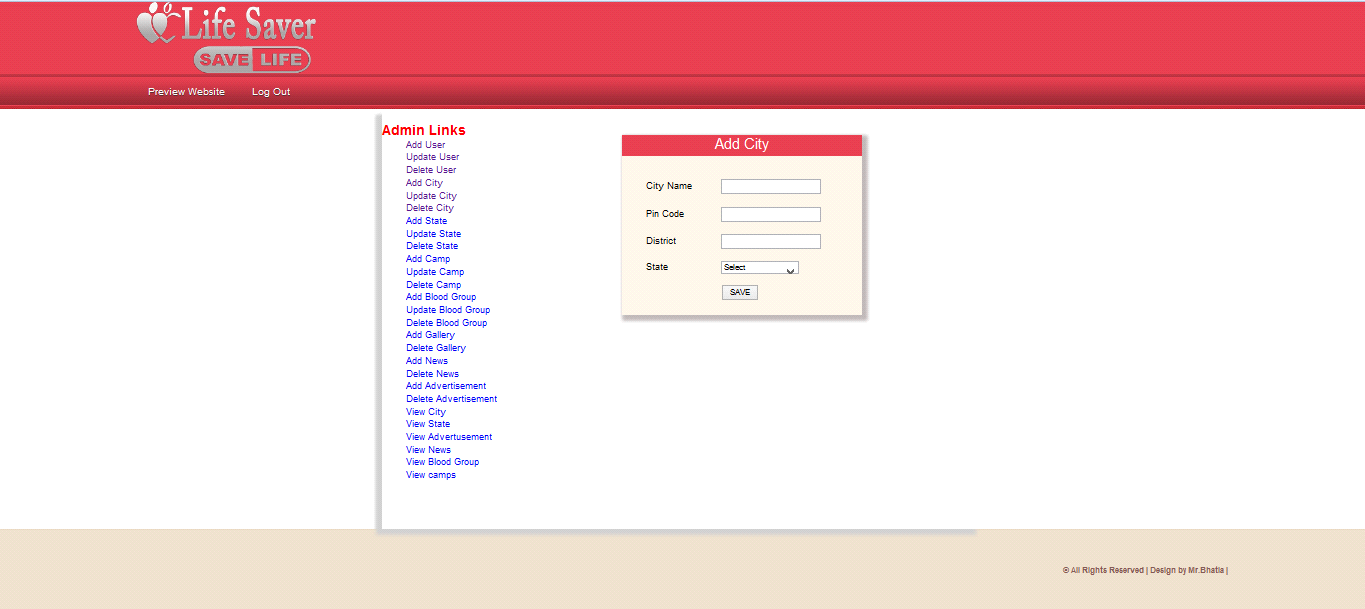 Life Saver
SAVE LIFE
Preview Website Log Out
Admin Links
Add User
Update User
Delete User
Add City
Update City
Delete City
Add State
Update State
Delete State
Add Camp
Update Camp
Delete Camp
Add Blood Group
Update Blood Group
Delete Blood Group
Add Gallery
Delete Gallery
Add News
Delete News
Add Advertisement
Delete Advertisement
View City
View State
View Advertusement
View News
View Blood Group
View camps
Add City
City Name
Pin Code
District
State Select
SAVE
© All Rights Reserved | Design by Mr.Bhatia |